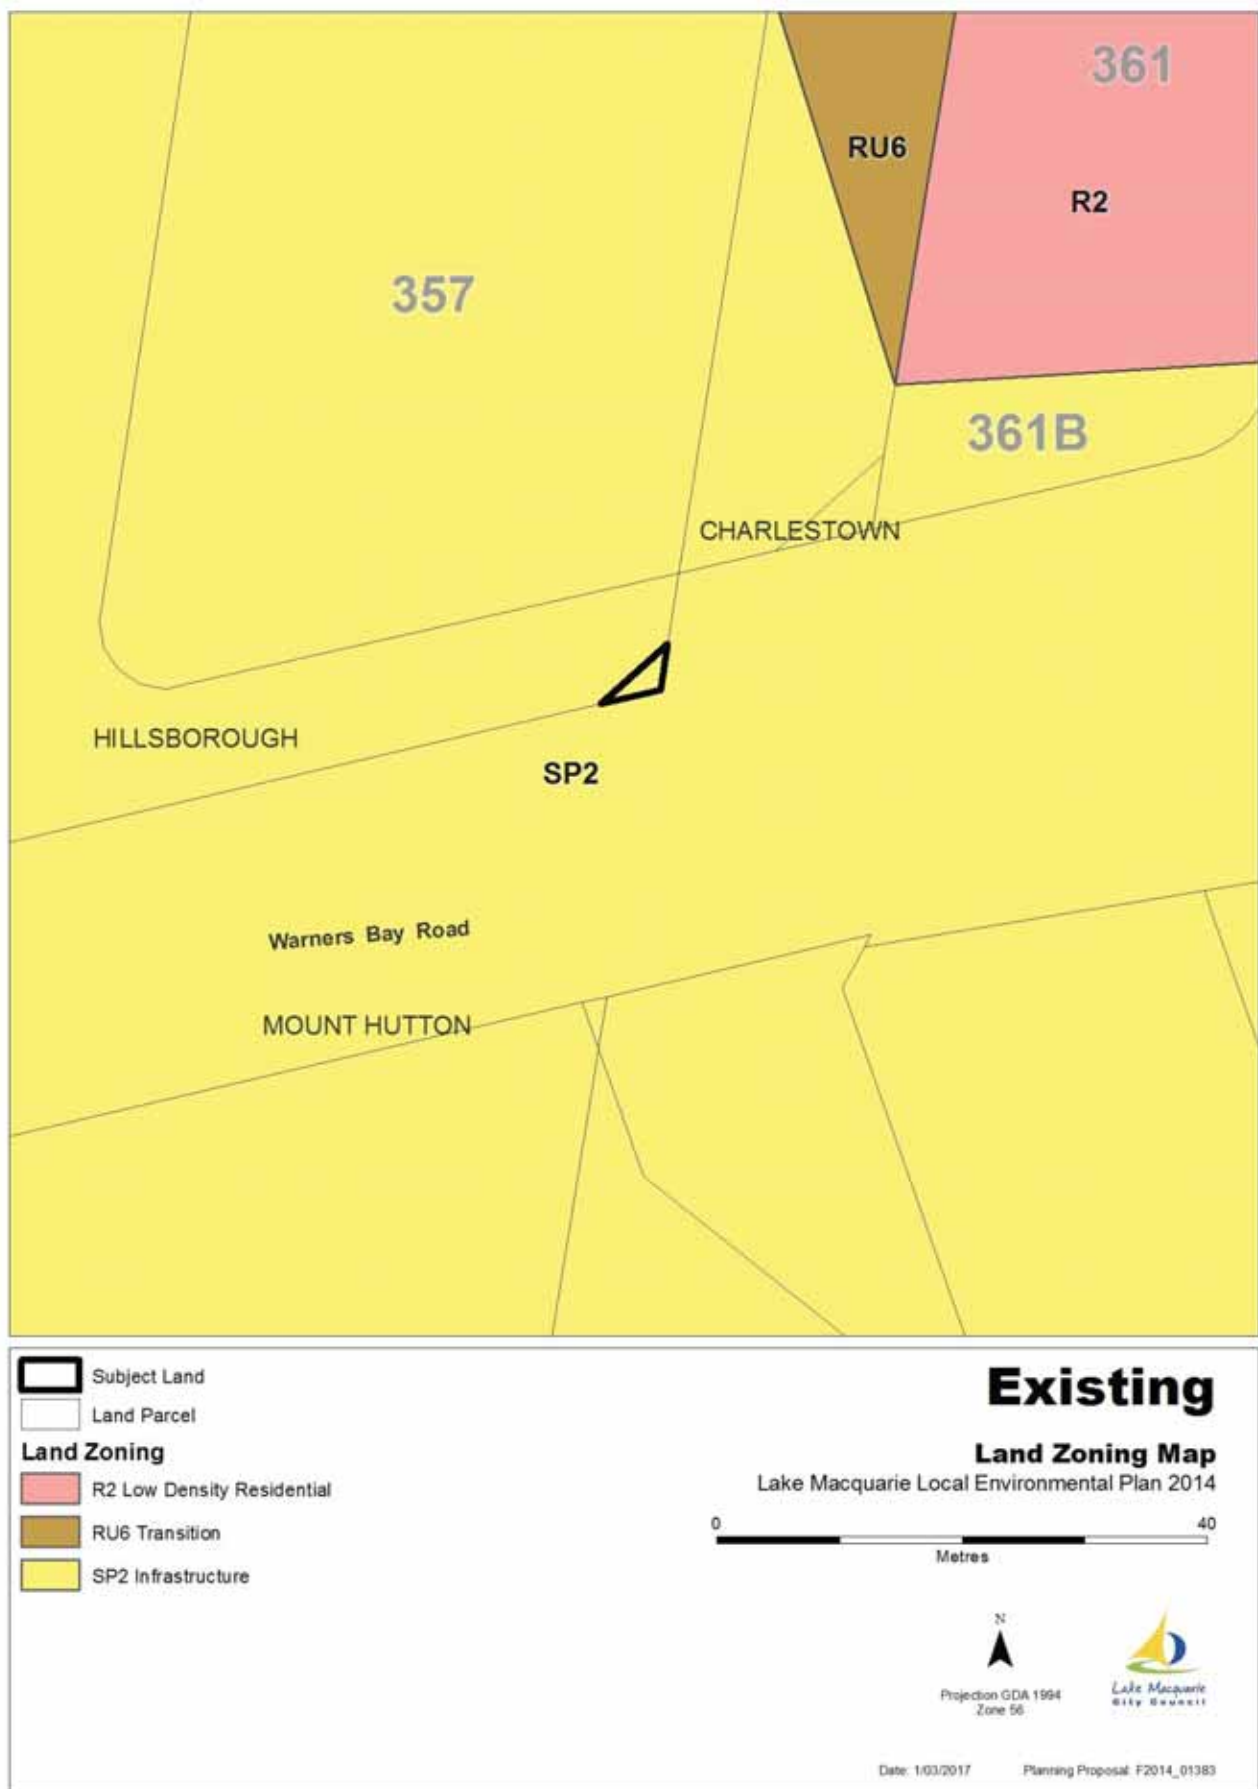 361
RU6
R2
357
361B
CHARLESTOWN
HILLSBOROUGH
SP2
Warners Bay Road
MOUNT HUTTON
Subject Land
Land Parcel
Land Zoning
R2 Low Density Residential
RU6 Transition
SP2 Infrastructure
Existing
Land Zoning Map
Lake Macquarie Local Environmental Plan 2014
0 40
Metres
N
Projection GDA 1994
Zone 56
Lake Macquarie
City Council
Date: 1/03/2017 Planning Proposal: F2014_01383